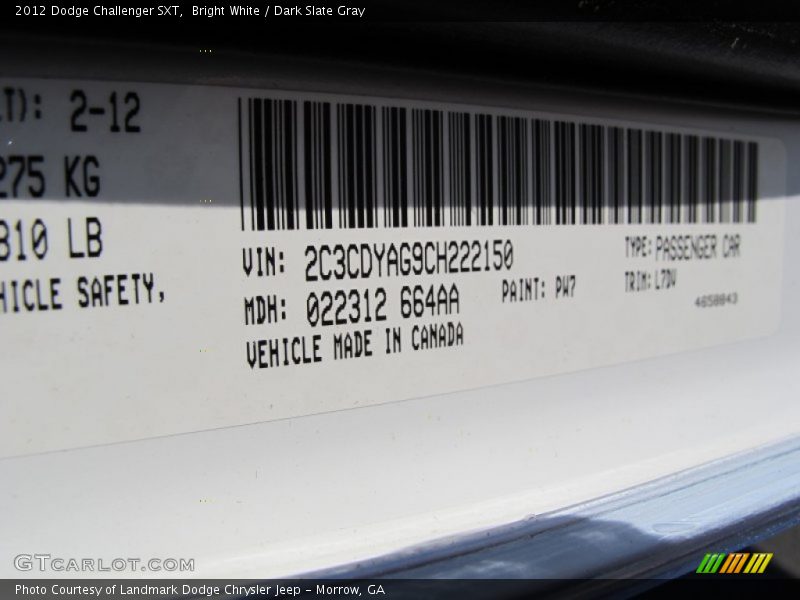 2012 Dodge Challenger SXT,  Bright White / Dark Slate Gray
LT): 2-12
275 KG
310 LB
HICLE SAFETY,
VIN: 2C3CDYAG9CH222150
MDH: 022312 664AA
VEHICLE MADE IN CANADA
PAINT: PW7
TYPE: PASSENGER CAR
TRIM: L7DV
4658043
GTCARLOT.COM
Photo Courtesy of Landmark Dodge Chrysler Jeep - Morrow, GA